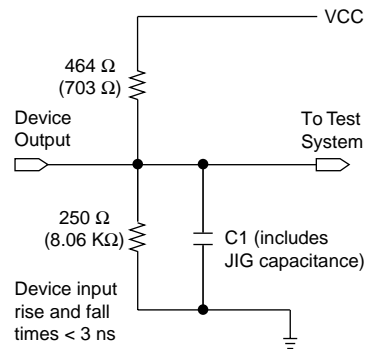 VCC
464 Ω
(703 Ω)
Device
Output
To Test
System
250 Ω
(8.06 KΩ)
C1 (includes
JIG capacitance)
Device input
rise and fall
times < 3 ns